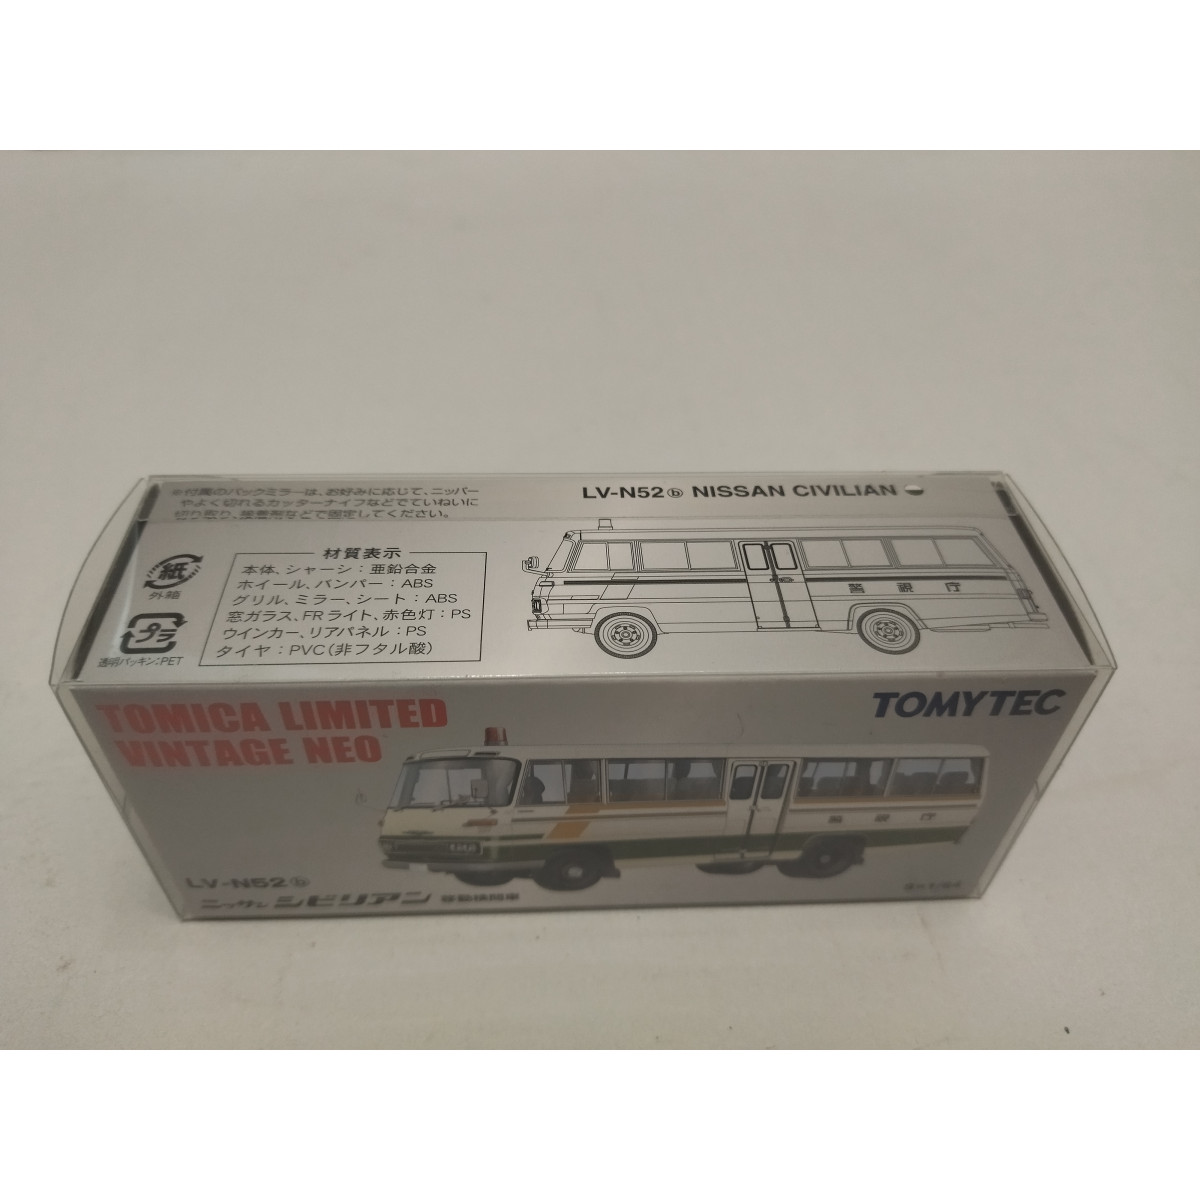 ※付属のバックミラーは、お好みに応じて、ニッパー
やよく切れるカッターナイフなどでていねいに
切り取り、接着剤などで固定してください。
LV-N52ⓑ NISSAN CIVILIAN
紙
外箱
プラ
透明パッキン:PET
材質表示
本体、シャーシ:亜鉛合金
ホイール、バンパー:ABS
グリル、ミラー、シート:ABS
窓ガラス、FRライト、赤色灯:PS
ウインカー、リアパネル:PS
タイヤ:PVC(非フタル酸)
警視庁
TOMICA LIMITED
VINTAGE NEO
TOMYTEC
警視庁
LV-N52ⓑ
ニッサン シビリアン